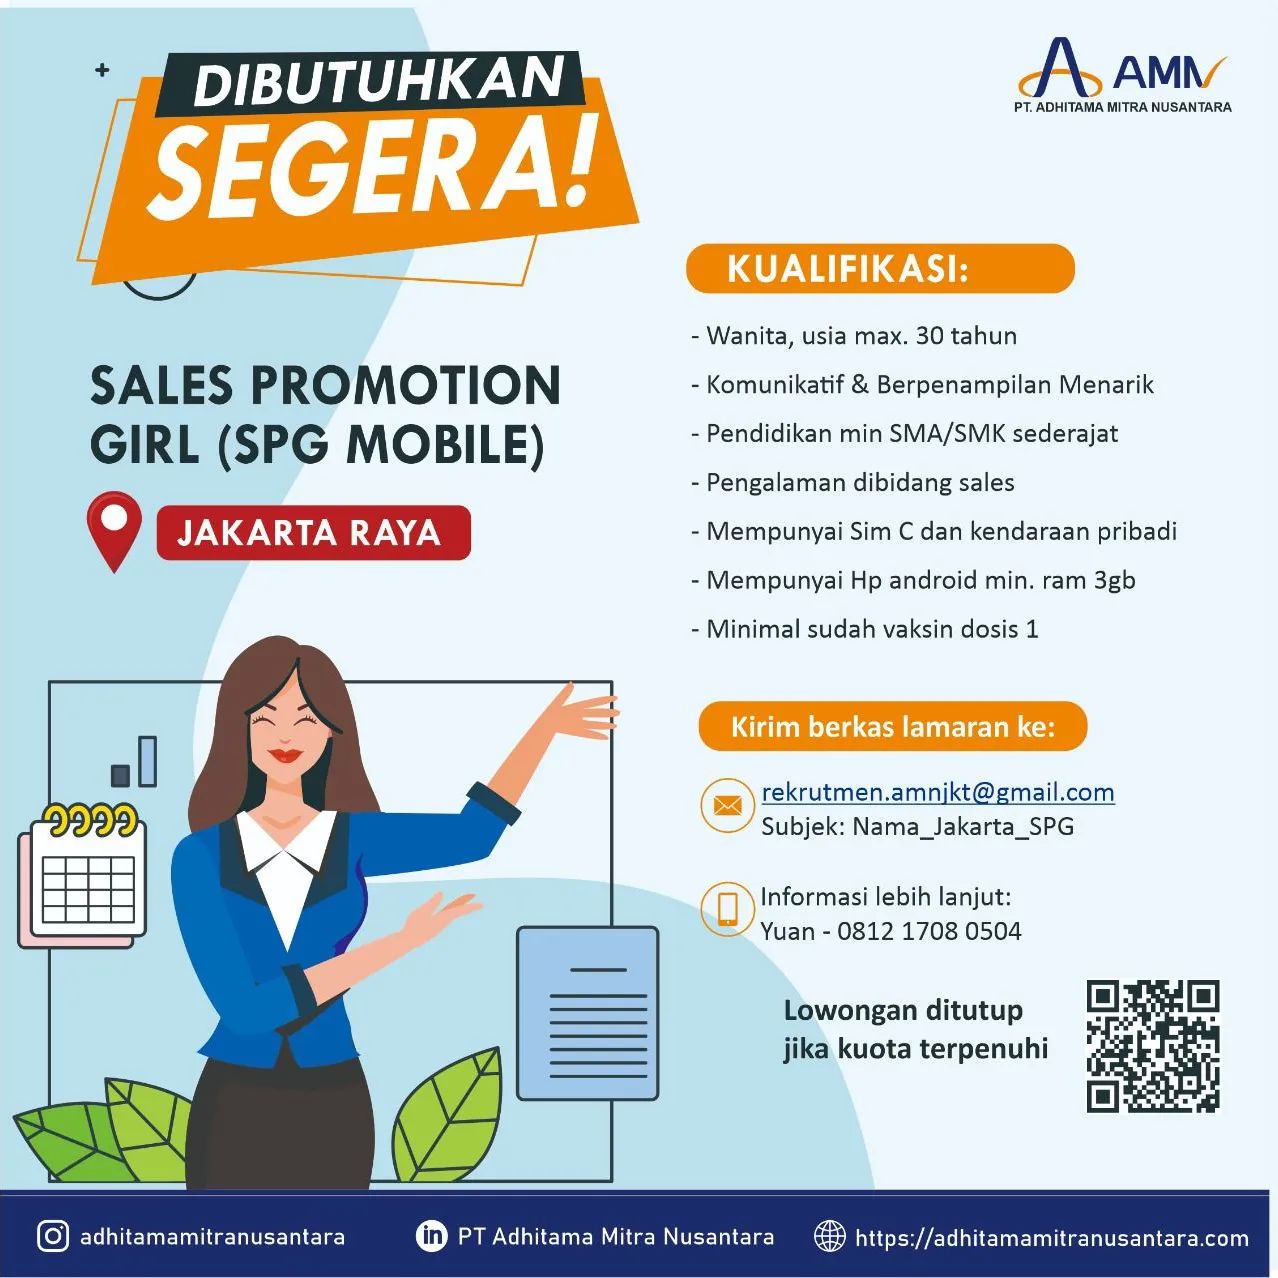 DIBUTUHKAN
SEGERA!
AMN
PT. ADHITAMA MITRA NUSANTARA
SALES PROMOTION
GIRL (SPG MOBILE)
JAKARTA RAYA
KUALIFIKASI:
- Wanita, usia max. 30 tahun
- Komunikatif & Berpenampilan Menarik
- Pendidikan min SMA/SMK sederajat
- Pengalaman dibidang sales
- Mempunyai Sim C dan kendaraan pribadi
- Mempunyai Hp android min. ram 3gb
- Minimal sudah vaksin dosis 1
Kirim berkas lamaran ke:
rekrutmen.amnjkt@gmail.com
Subjek: Nama_Jakarta_SPG
Informasi lebih lanjut:
Yuan - 0812 1708 0504
Lowongan ditutup
jika kuota terpenuhi
adhitamamitranusantara
in PT Adhitama Mitra Nusantara
https://adhitamamitranusantara.com